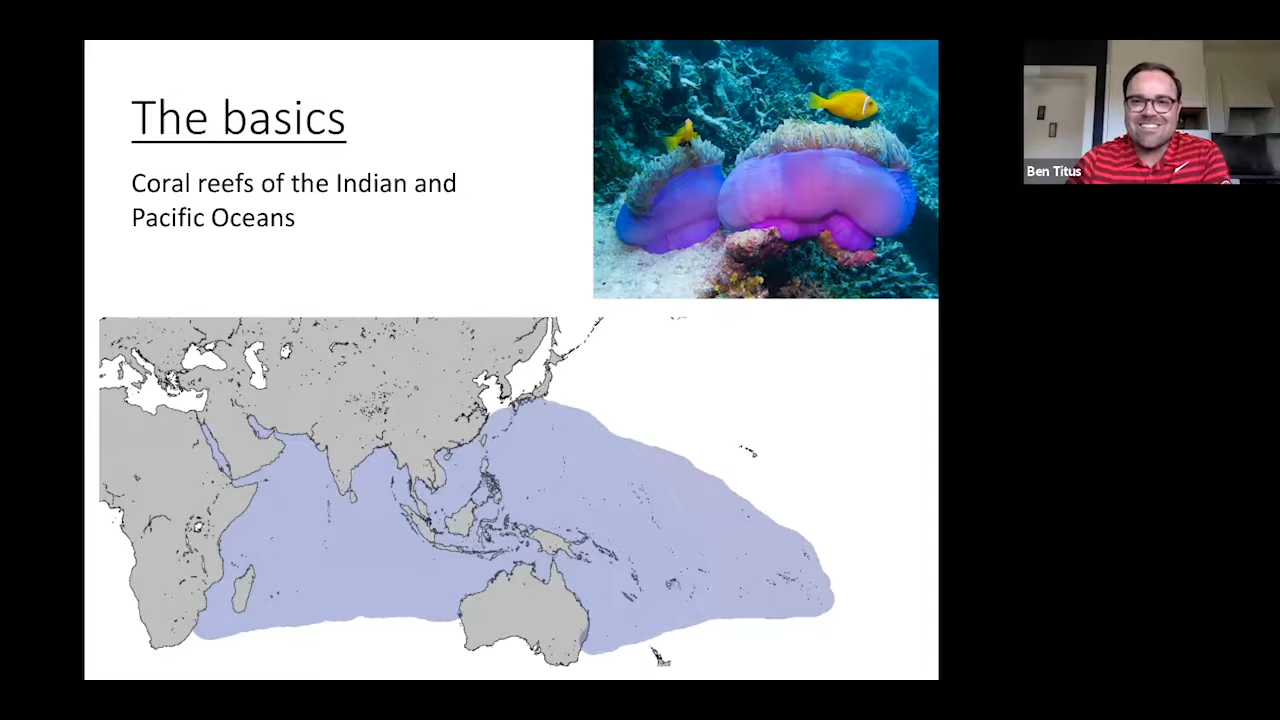 The basics
Coral reefs of the Indian and
Pacific Oceans
Ben Titus